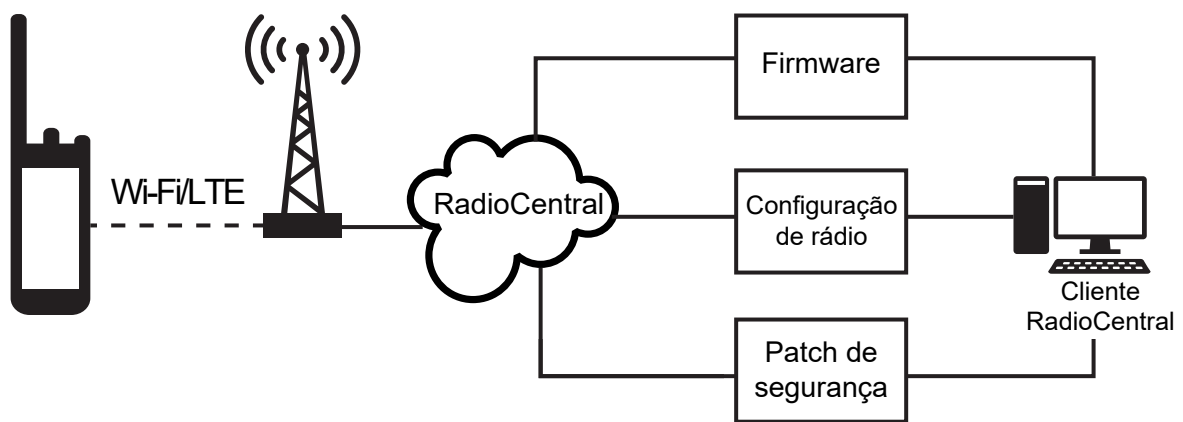 Wi-Fi/LTE
RadioCentral
Firmware
Configuração
de rádio
Patch de
segurança
Cliente
RadioCentral